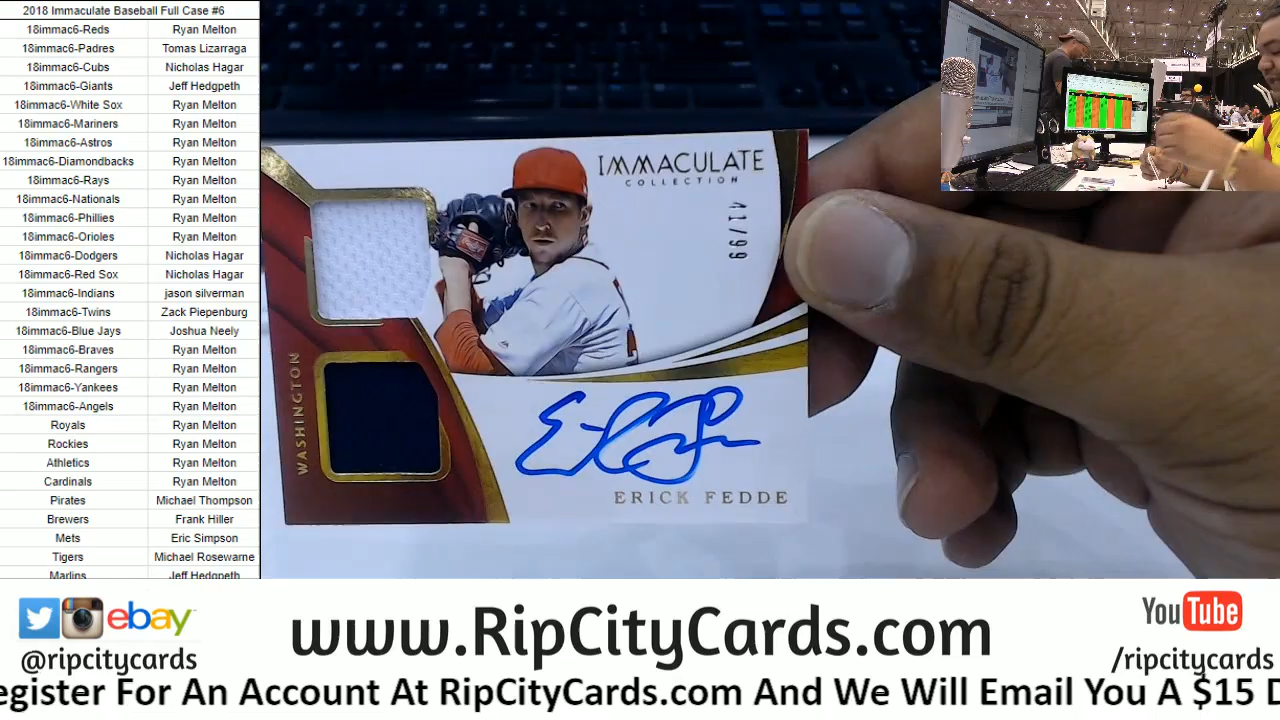 2018 Immaculate Baseball Full Case #6
18immac6-Reds Ryan Melton
18immac6-Padres Tomas Lizarraga
18immac6-Cubs Nicholas Hagar
18immac6-Giants Jeff Hedgpeth
18immac6-White Sox Ryan Melton
18immac6-Mariners Ryan Melton
18immac6-Astros Ryan Melton
18immac6-Diamondbacks Ryan Melton
18immac6-Rays Ryan Melton
18immac6-Nationals Ryan Melton
18immac6-Phillies Ryan Melton
18immac6-Orioles Ryan Melton
18immac6-Dodgers Nicholas Hagar
18immac6-Red Sox Nicholas Hagar
18immac6-Indians jason silverman
18immac6-Twins Zack Piepenburg
18immac6-Blue Jays Joshua Neely
18immac6-Braves Ryan Melton
18immac6-Rangers Ryan Melton
18immac6-Yankees Ryan Melton
18immac6-Angels Ryan Melton
Royals Ryan Melton
Rockies Ryan Melton
Athletics Ryan Melton
Cardinals Ryan Melton
Pirates Michael Thompson
Brewers Frank Hiller
Mets Eric Simpson
Tigers Michael Rosewarne
Marlins Jeff Hedgpeth
IMMACULATE
COLLECTION
41/99
WASHINGTON
ERICK FEDDE
ebay
@ripcitycards
www.RipCityCards.com
YouTube
/ripcitycards
egister For An Account At RipCityCards.com And We Will Email You A $15 D